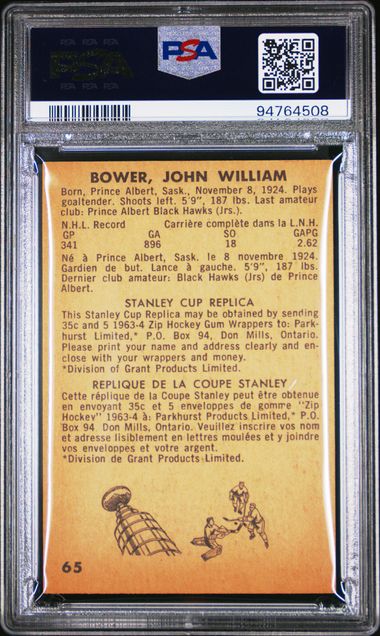 PSA
PSA
PSA
94764508
BOWER, JOHN WILLIAM
Born, Prince Albert, Sask., November 8, 1924. Plays
goaltender. Shoots left. 5'9", 187 lbs. Last amateur
club: Prince Albert Black Hawks (Jrs.).
N.H.L. Record Carrière complète dans la L.N.H.
GP GA SO GAPG
341 896 18 2.62
Né à Prince Albert, Sask. le 8 novembre 1924.
Gardien de but. Lance à gauche. 5'9", 187 lbs.
Dernier club amateur: Black Hawks (Jrs) de Prince
Albert.
STANLEY CUP REPLICA
This Stanley Cup Replica may be obtained by sending
35c and 5 1963-4 Zip Hockey Gum Wrappers to: Park-
hurst Limited,* P.O. Box 94, Don Mills, Ontario.
Please print your name and address clearly and en-
close with your wrappers and money.
*Division of Grant Products Limited.
REPLIQUE DE LA COUPE STANLEY
Cette réplique de la Coupe Stanley peut être obtenue
en envoyant 35c et 5 enveloppes de gomme "Zip
Hockey" 1963-4 à: Parkhurst Products Limited,* P.O.
Box 94 Don Mills, Ontario. Veuillez inscrire vos nom
et adresse lisiblement en lettres moulées et y joindre
vos enveloppes et votre argent.
*Division de Grant Products Limited.
65